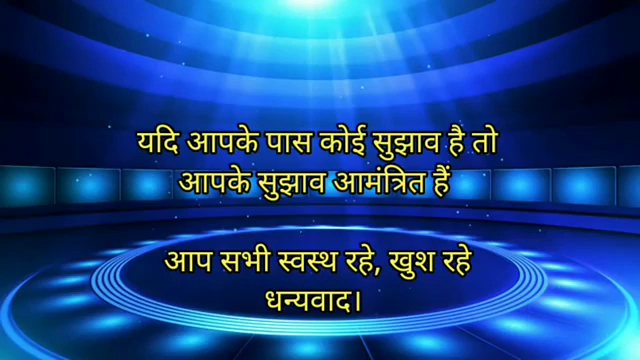 यदि आपके पास कोई सुझाव है तो
आपके सुझाव आमंत्रित हैं
आप सभी स्वस्थ रहे, खुश रहे
धन्यवाद।